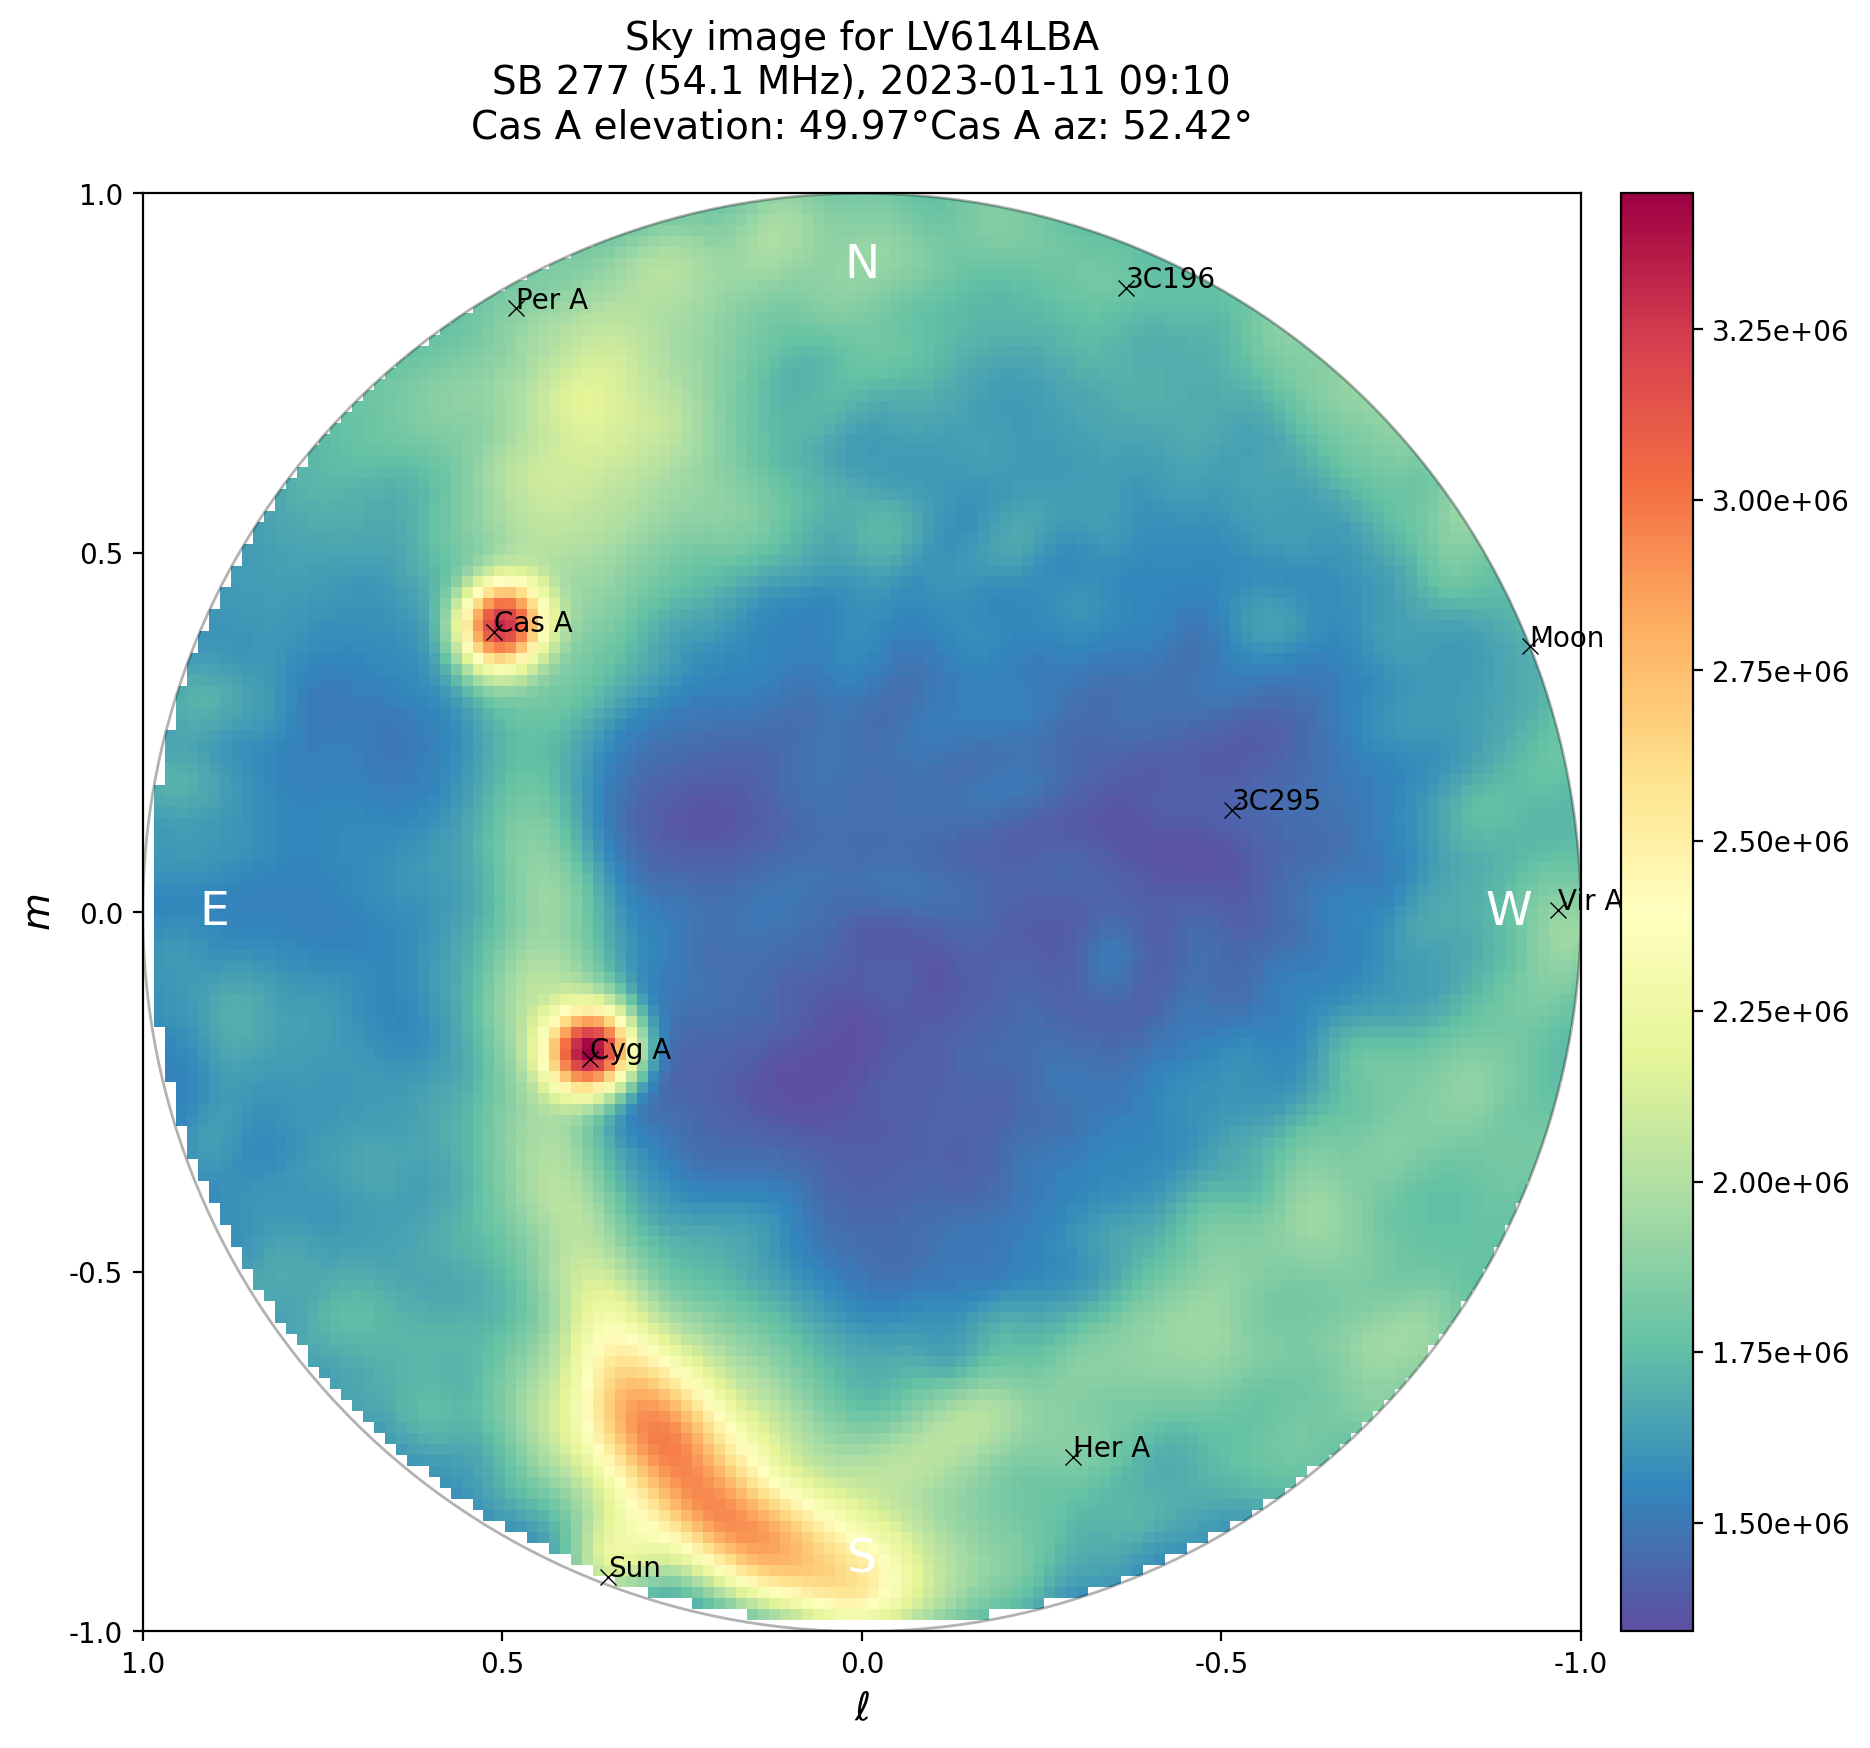 Sky image for LV614LBA
SB 277 (54.1 MHz), 2023-01-11 09:10
Cas A elevation: 49.97°Cas A az: 52.42°
1.0
N
3C196
Per A
3.25e+06
3.00e+06
0.5
Cas A
Moon
2.75e+06
3C295
2.50e+06
m
0.0
E
W
Vir A
2.25e+06
Cyg A
2.00e+06
-0.5
1.75e+06
Her A
1.50e+06
S
Sun
-1.0
1.0
0.5
0.0
-0.5
-1.0
ℓ